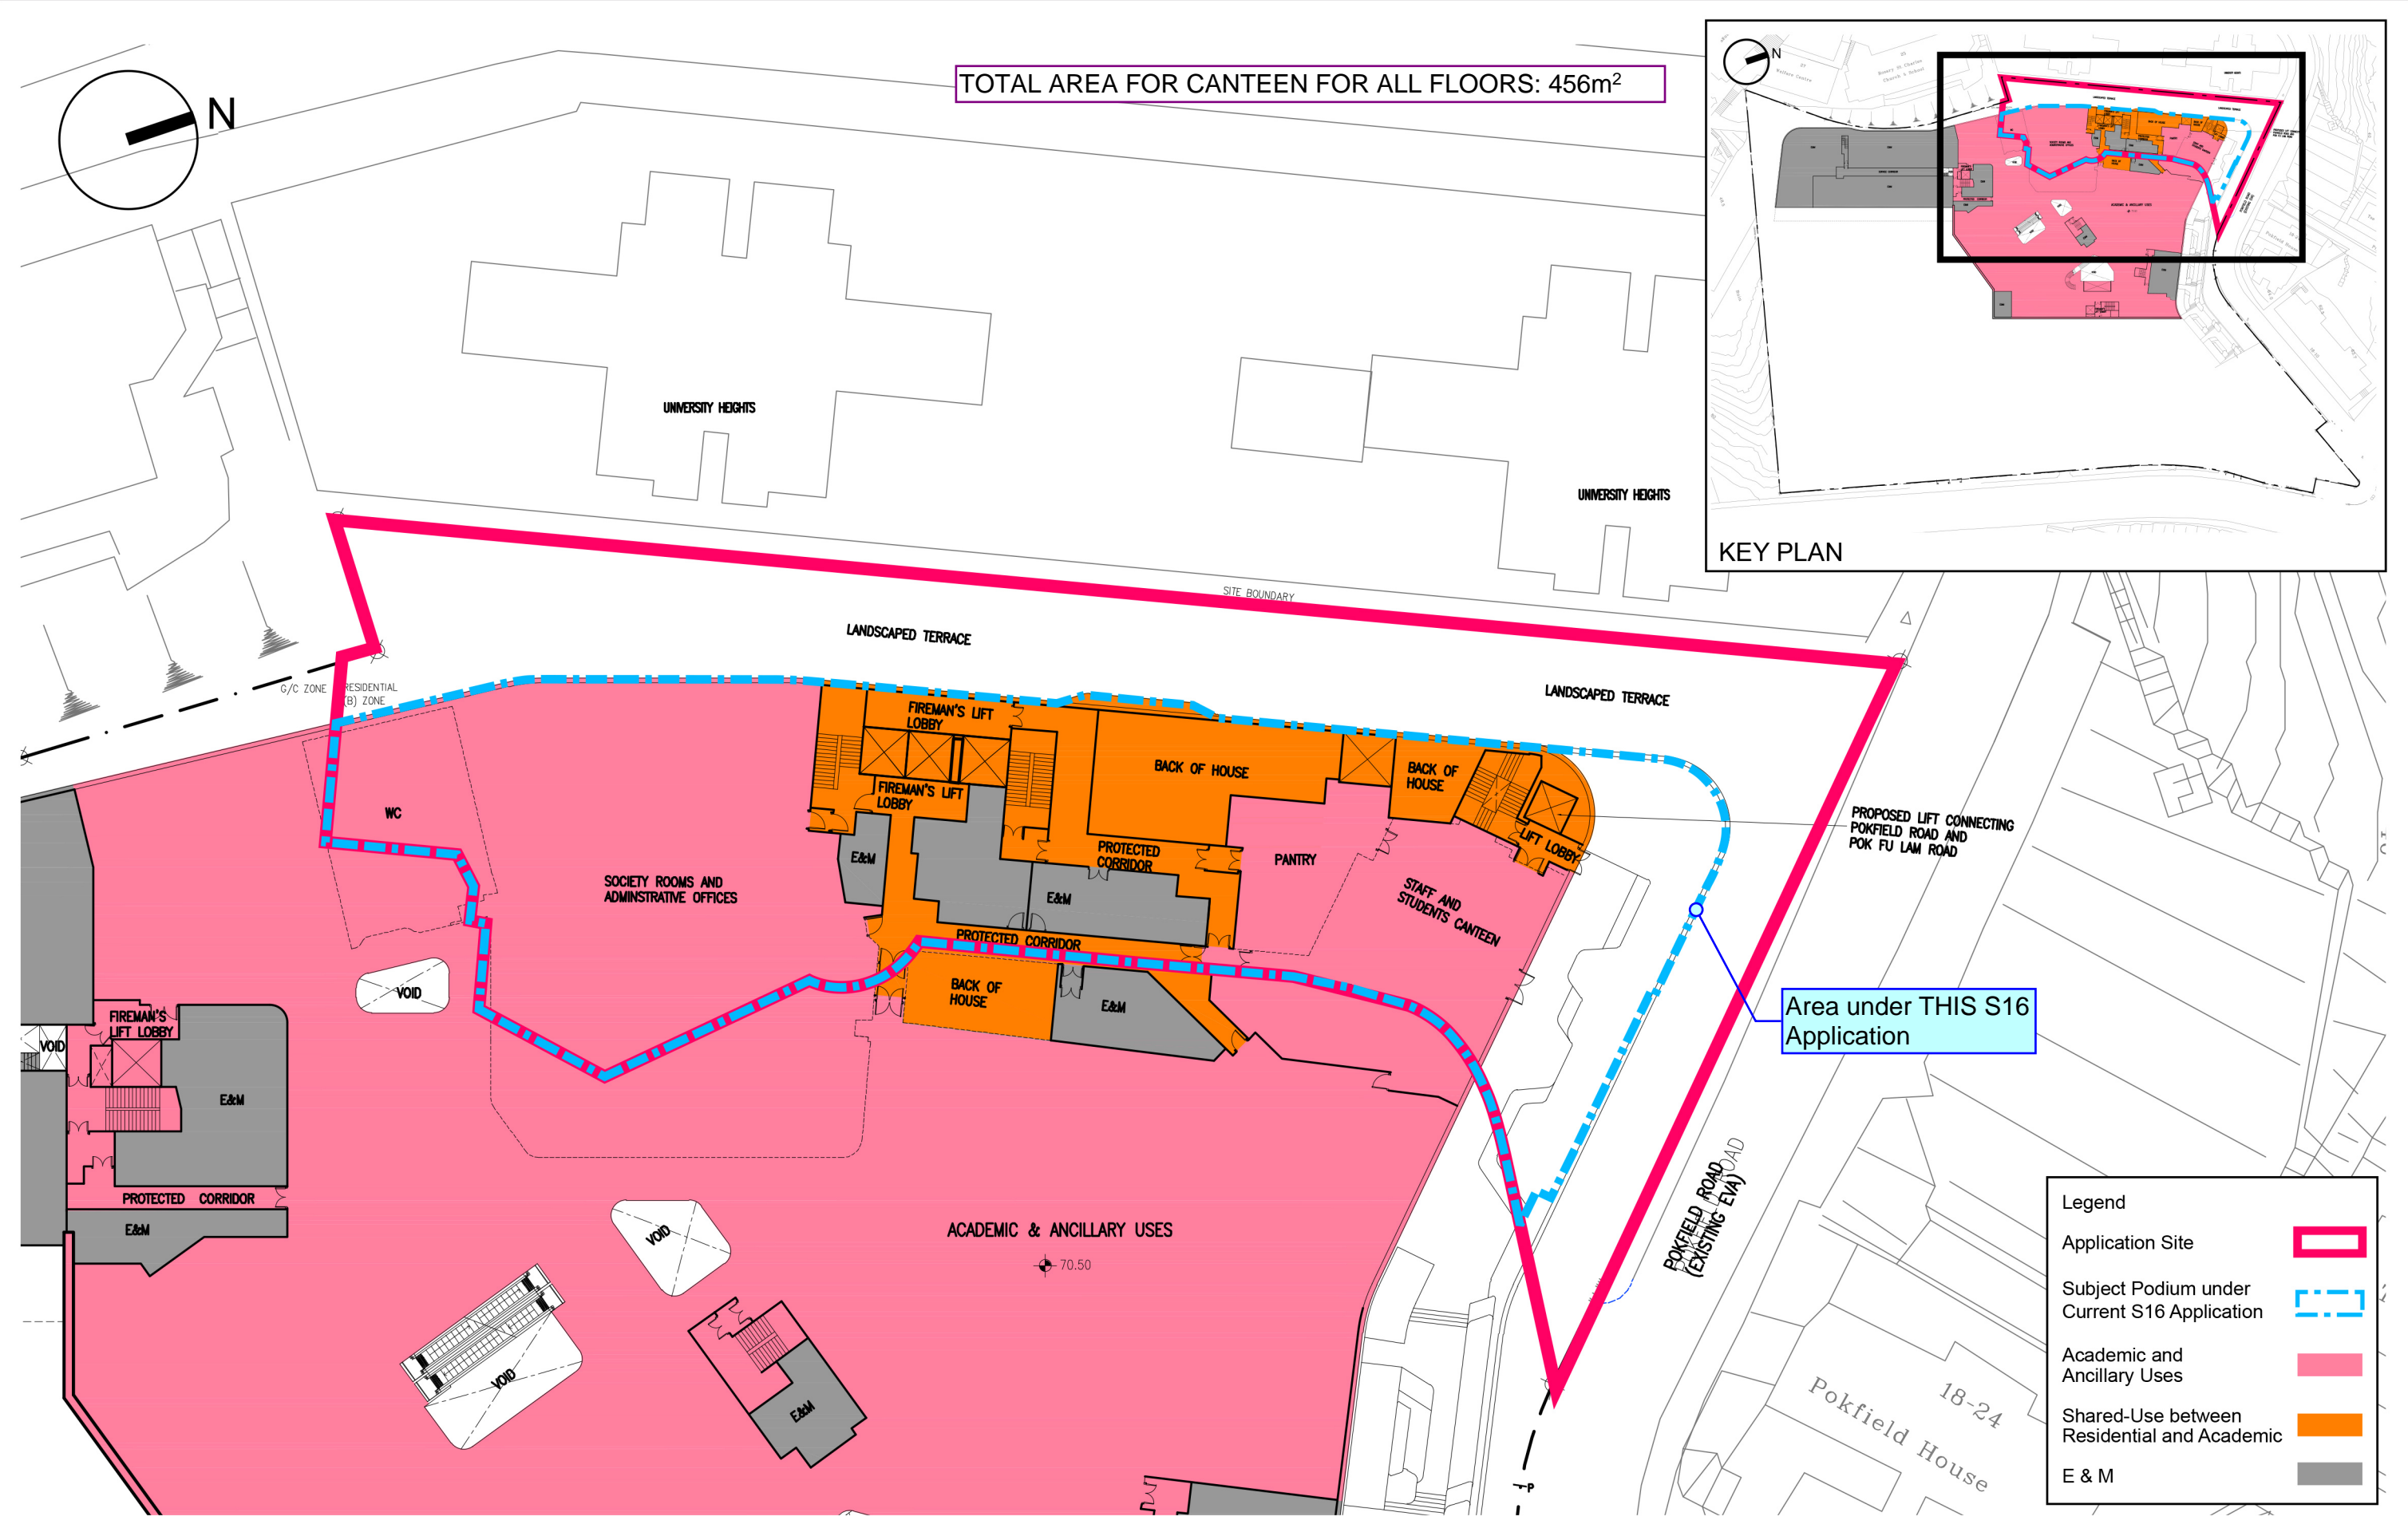 N
TOTAL AREA FOR CANTEEN FOR ALL FLOORS: 456m²
N
KEY PLAN
UNIVERSITY HEIGHTS
UNIVERSITY HEIGHTS
SITE BOUNDARY
LANDSCAPED TERRACE
LANDSCAPED TERRACE
G/C ZONE
RESIDENTIAL
(B) ZONE
FIREMAN'S LIFT
LOBBY
BACK OF HOUSE
BACK OF
HOUSE
FIREMAN'S LIFT
LOBBY
WC
PROPOSED LIFT CONNECTING
POKFIELD ROAD AND
POK FU LAM ROAD
LIFT LOBBY
E&M
PROTECTED
CORRIDOR
PANTRY
SOCIETY ROOMS AND
ADMINSTRATIVE OFFICES
E&M
STAFF AND
STUDENTS CANTEEN
PROTECTED CORRIDOR
VOID
BACK OF
HOUSE
E&M
Area under THIS S16
Application
FIREMAN'S
LIFT LOBBY
VOID
E&M
PROTECTED CORRIDOR
E&M
VOID
ACADEMIC & ANCILLARY USES
70.50
POKFIELD ROAD
(EXISTING EVA)
VOID
E&M
P
Pokfield House
18-24
Legend
Application Site
Subject Podium under
Current S16 Application
Academic and
Ancillary Uses
Shared-Use between
Residential and Academic
E & M